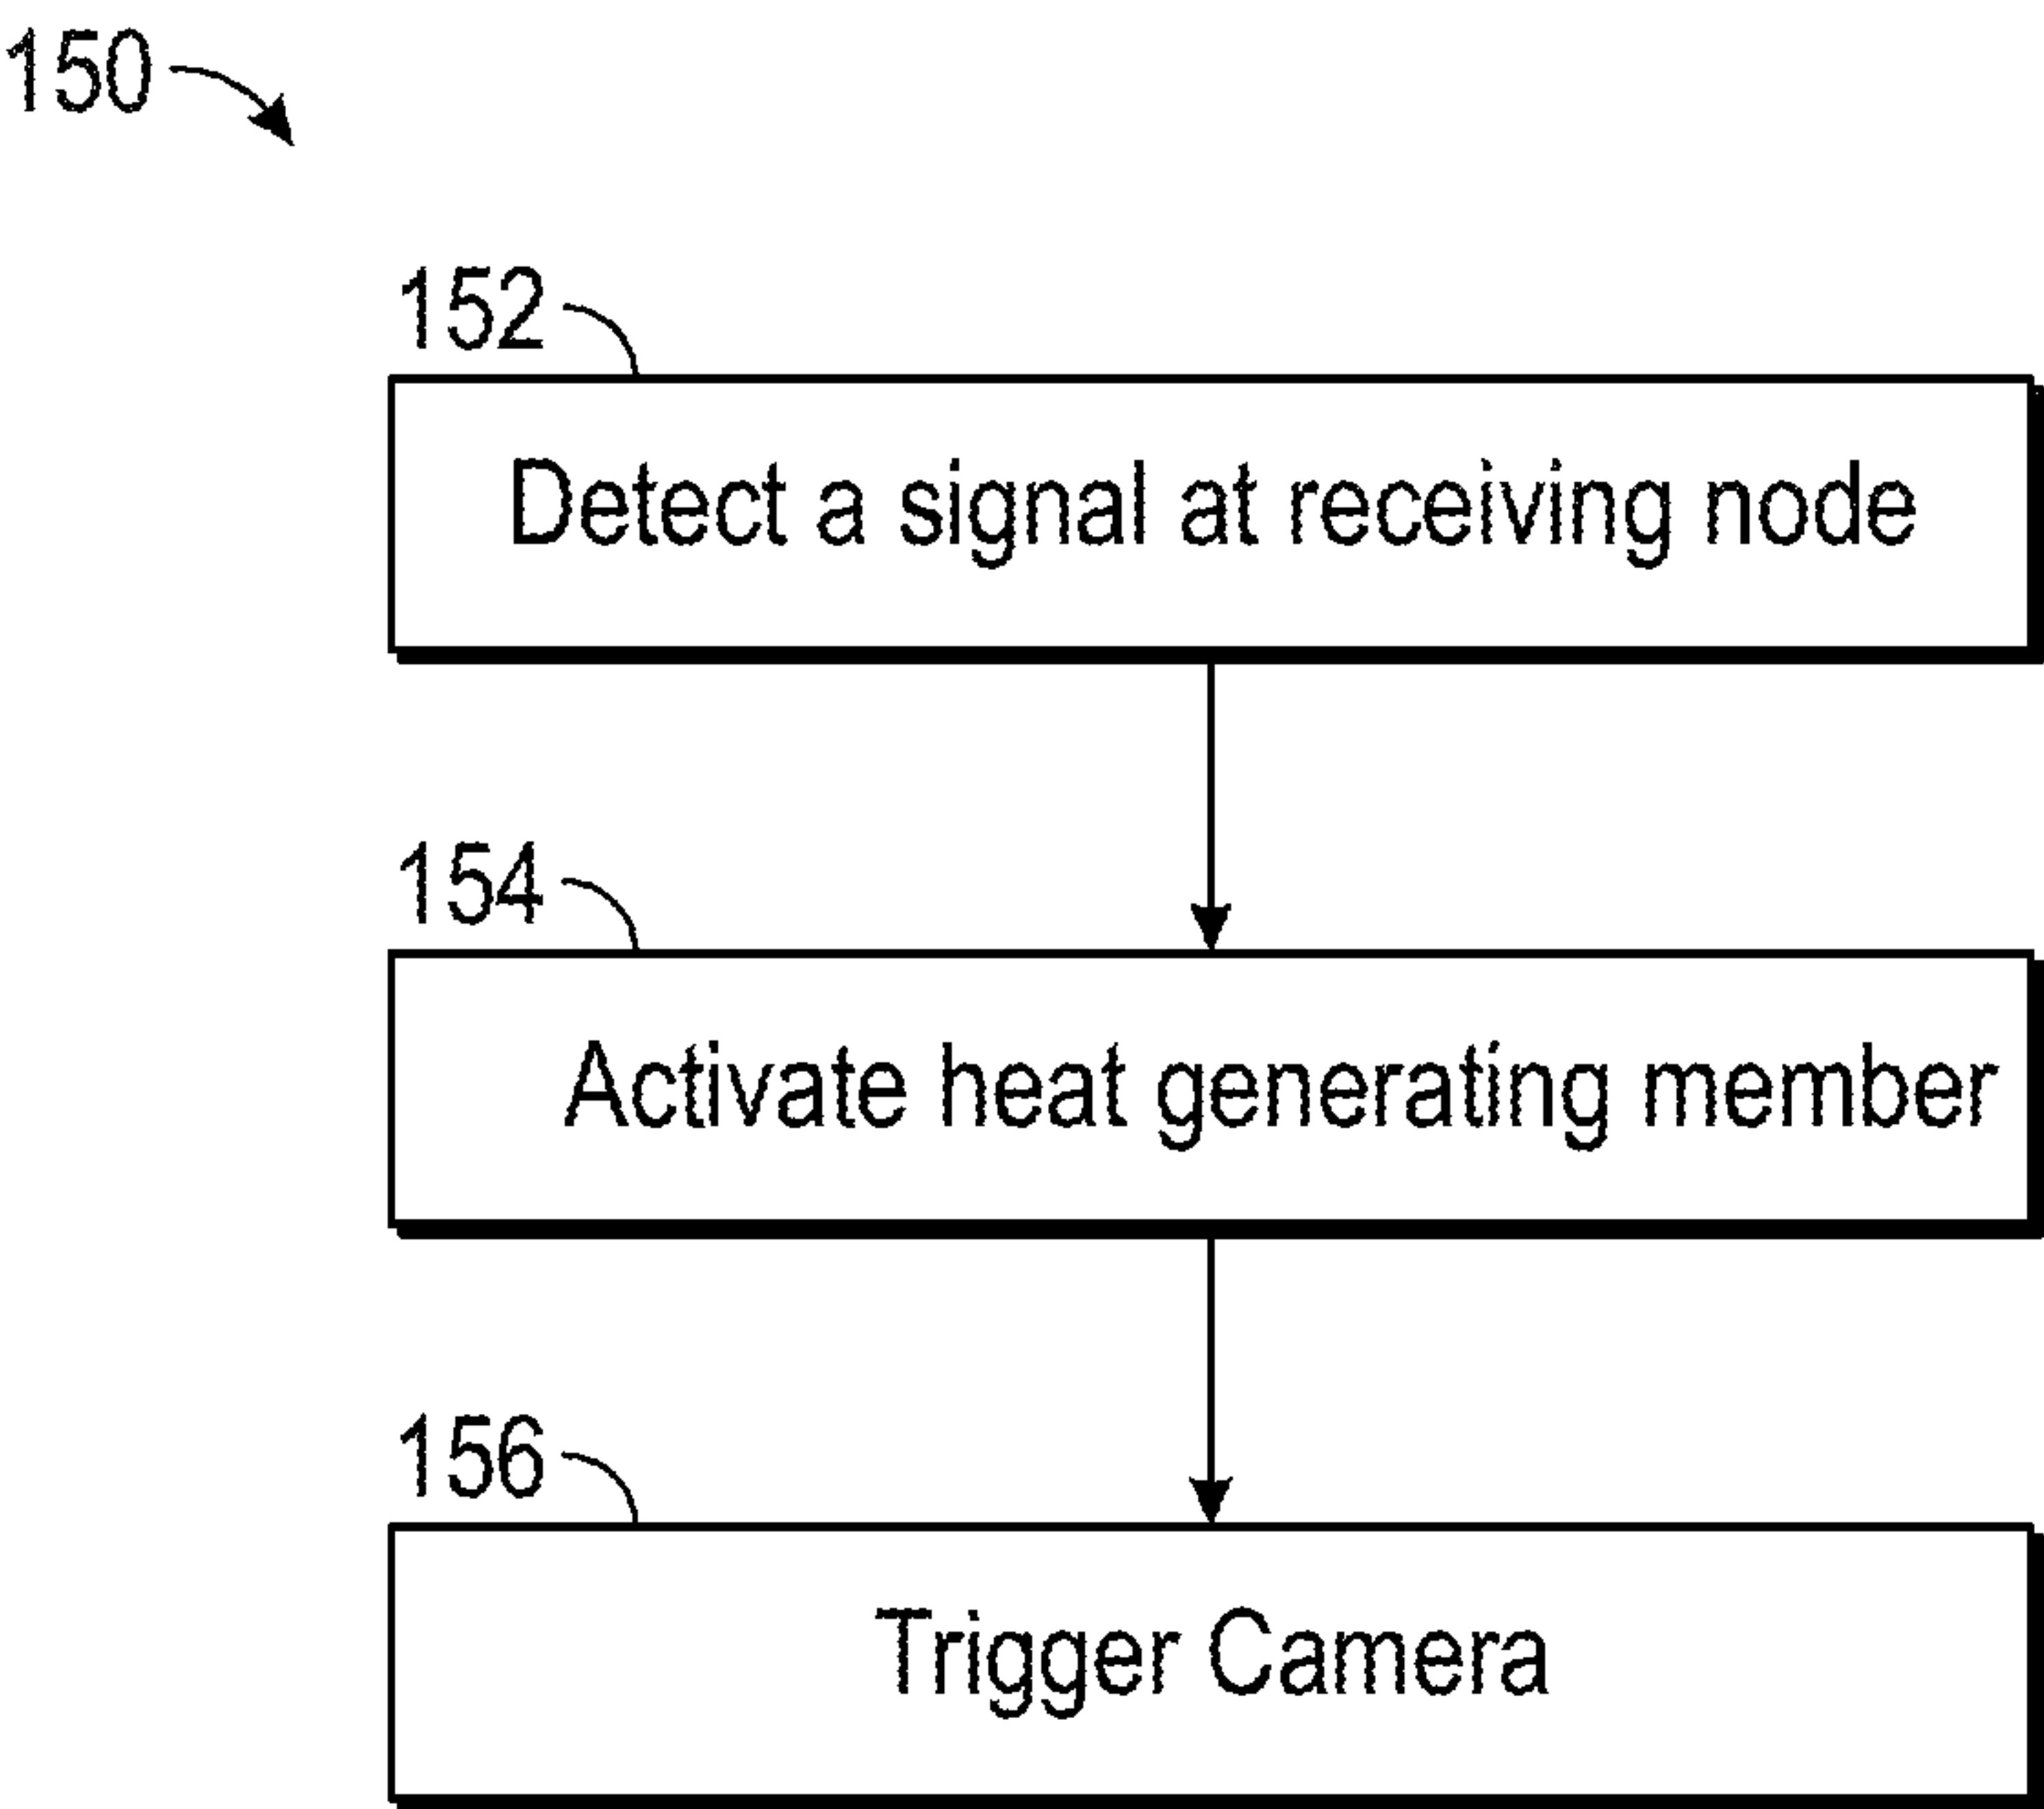 150
152
Detect a signal at receiving node
154
Activate heat generating member
156
Trigger Camera